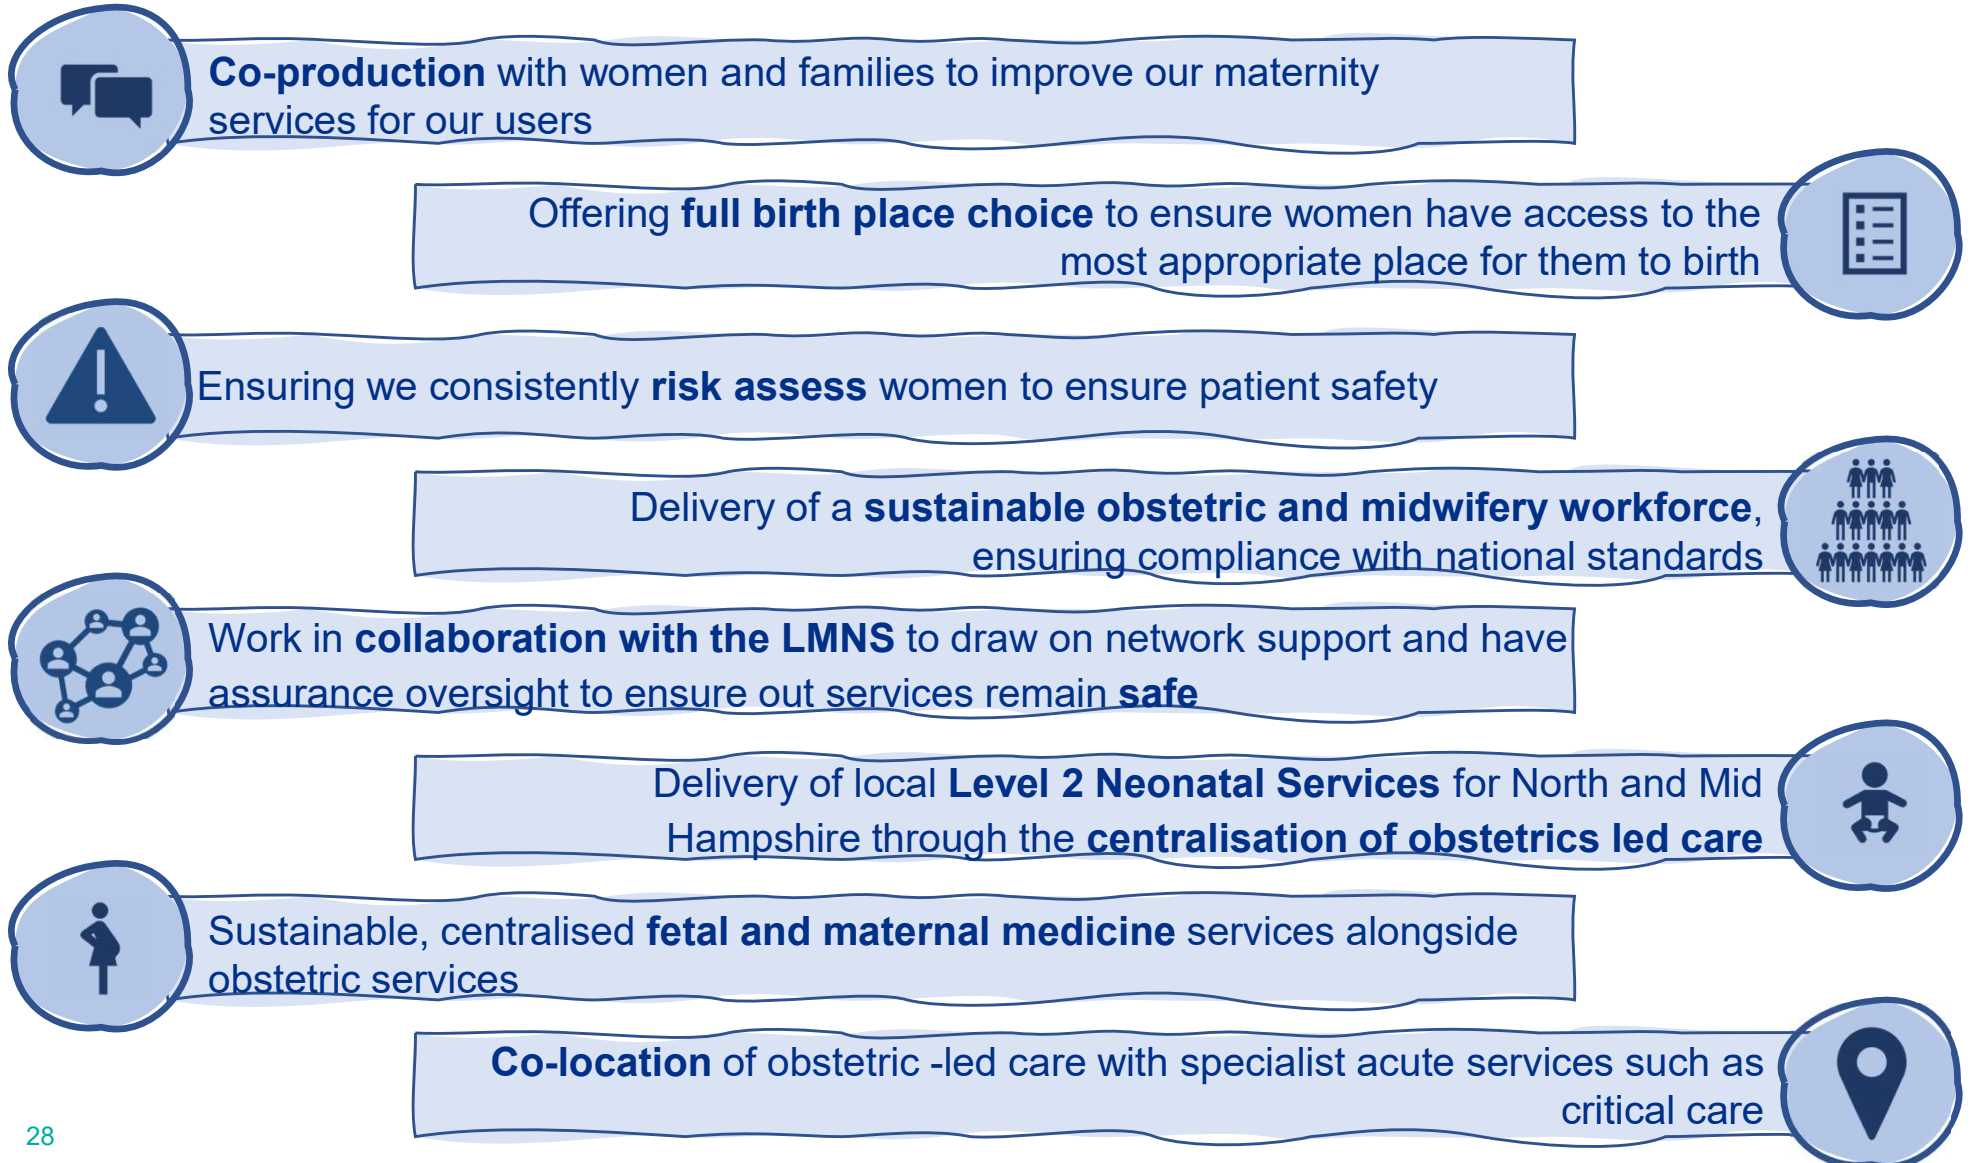 Co-production with women and families to improve our maternity
services for our users
Offering full birth place choice to ensure women have access to the
most appropriate place for them to birth
Ensuring we consistently risk assess women to ensure patient safety
Delivery of a sustainable obstetric and midwifery workforce,
ensuring compliance with national standards
Work in collaboration with the LMNS to draw on network support and have
assurance oversight to ensure out services remain safe
Delivery of local Level 2 Neonatal Services for North and Mid
Hampshire through the centralisation of obstetrics led care
Sustainable, centralised fetal and maternal medicine services alongside
obstetric services
Co-location of obstetric -led care with specialist acute services such as
critical care
28